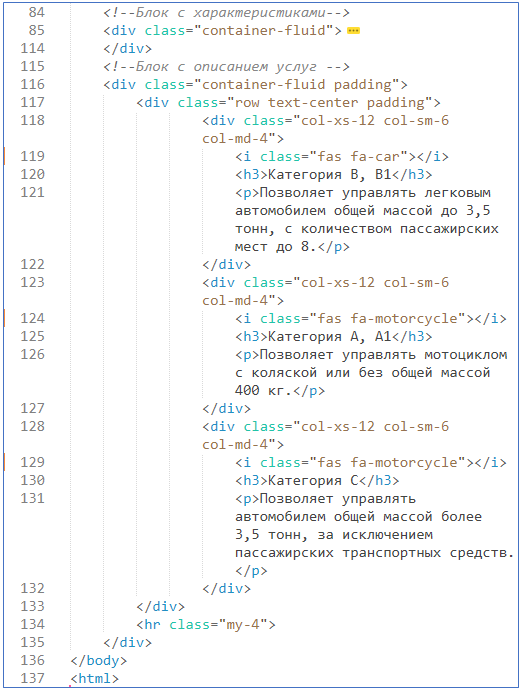 84 <!--Блок с характеристиками-->
85 <div class="container-fluid"> ···
114 </div>
115 <!--Блок с описанием услуг -->
116 <div class="container-fluid padding">
117 <div class="row text-center padding">
118 <div class="col-xs-12 col-sm-6
col-md-4">
119 <i class="fas fa-car"></i>
120 <h3>Категория B, B1</h3>
121 <p>Позволяет управлять легковым
автомобилем общей массой до 3,5
тонн, с количеством пассажирских
мест до 8.</p>
122 </div>
123 <div class="col-xs-12 col-sm-6
col-md-4">
124 <i class="fas fa-motorcycle"></i>
125 <h3>Категория А, А1</h3>
126 <p>Позволяет управлять мотоциклом
с коляской или без общей массой
400 кг.</p>
127 </div>
128 <div class="col-xs-12 col-sm-6
col-md-4">
129 <i class="fas fa-motorcycle"></i>
130 <h3>Категория С</h3>
131 <p>Позволяет управлять
автомобилем общей массой более
3,5 тонн, за исключением
пассажирских транспортных средств.
</p>
132 </div>
133 </div>
134 <hr class="my-4">
135 </div>
136 </body>
137 <html>